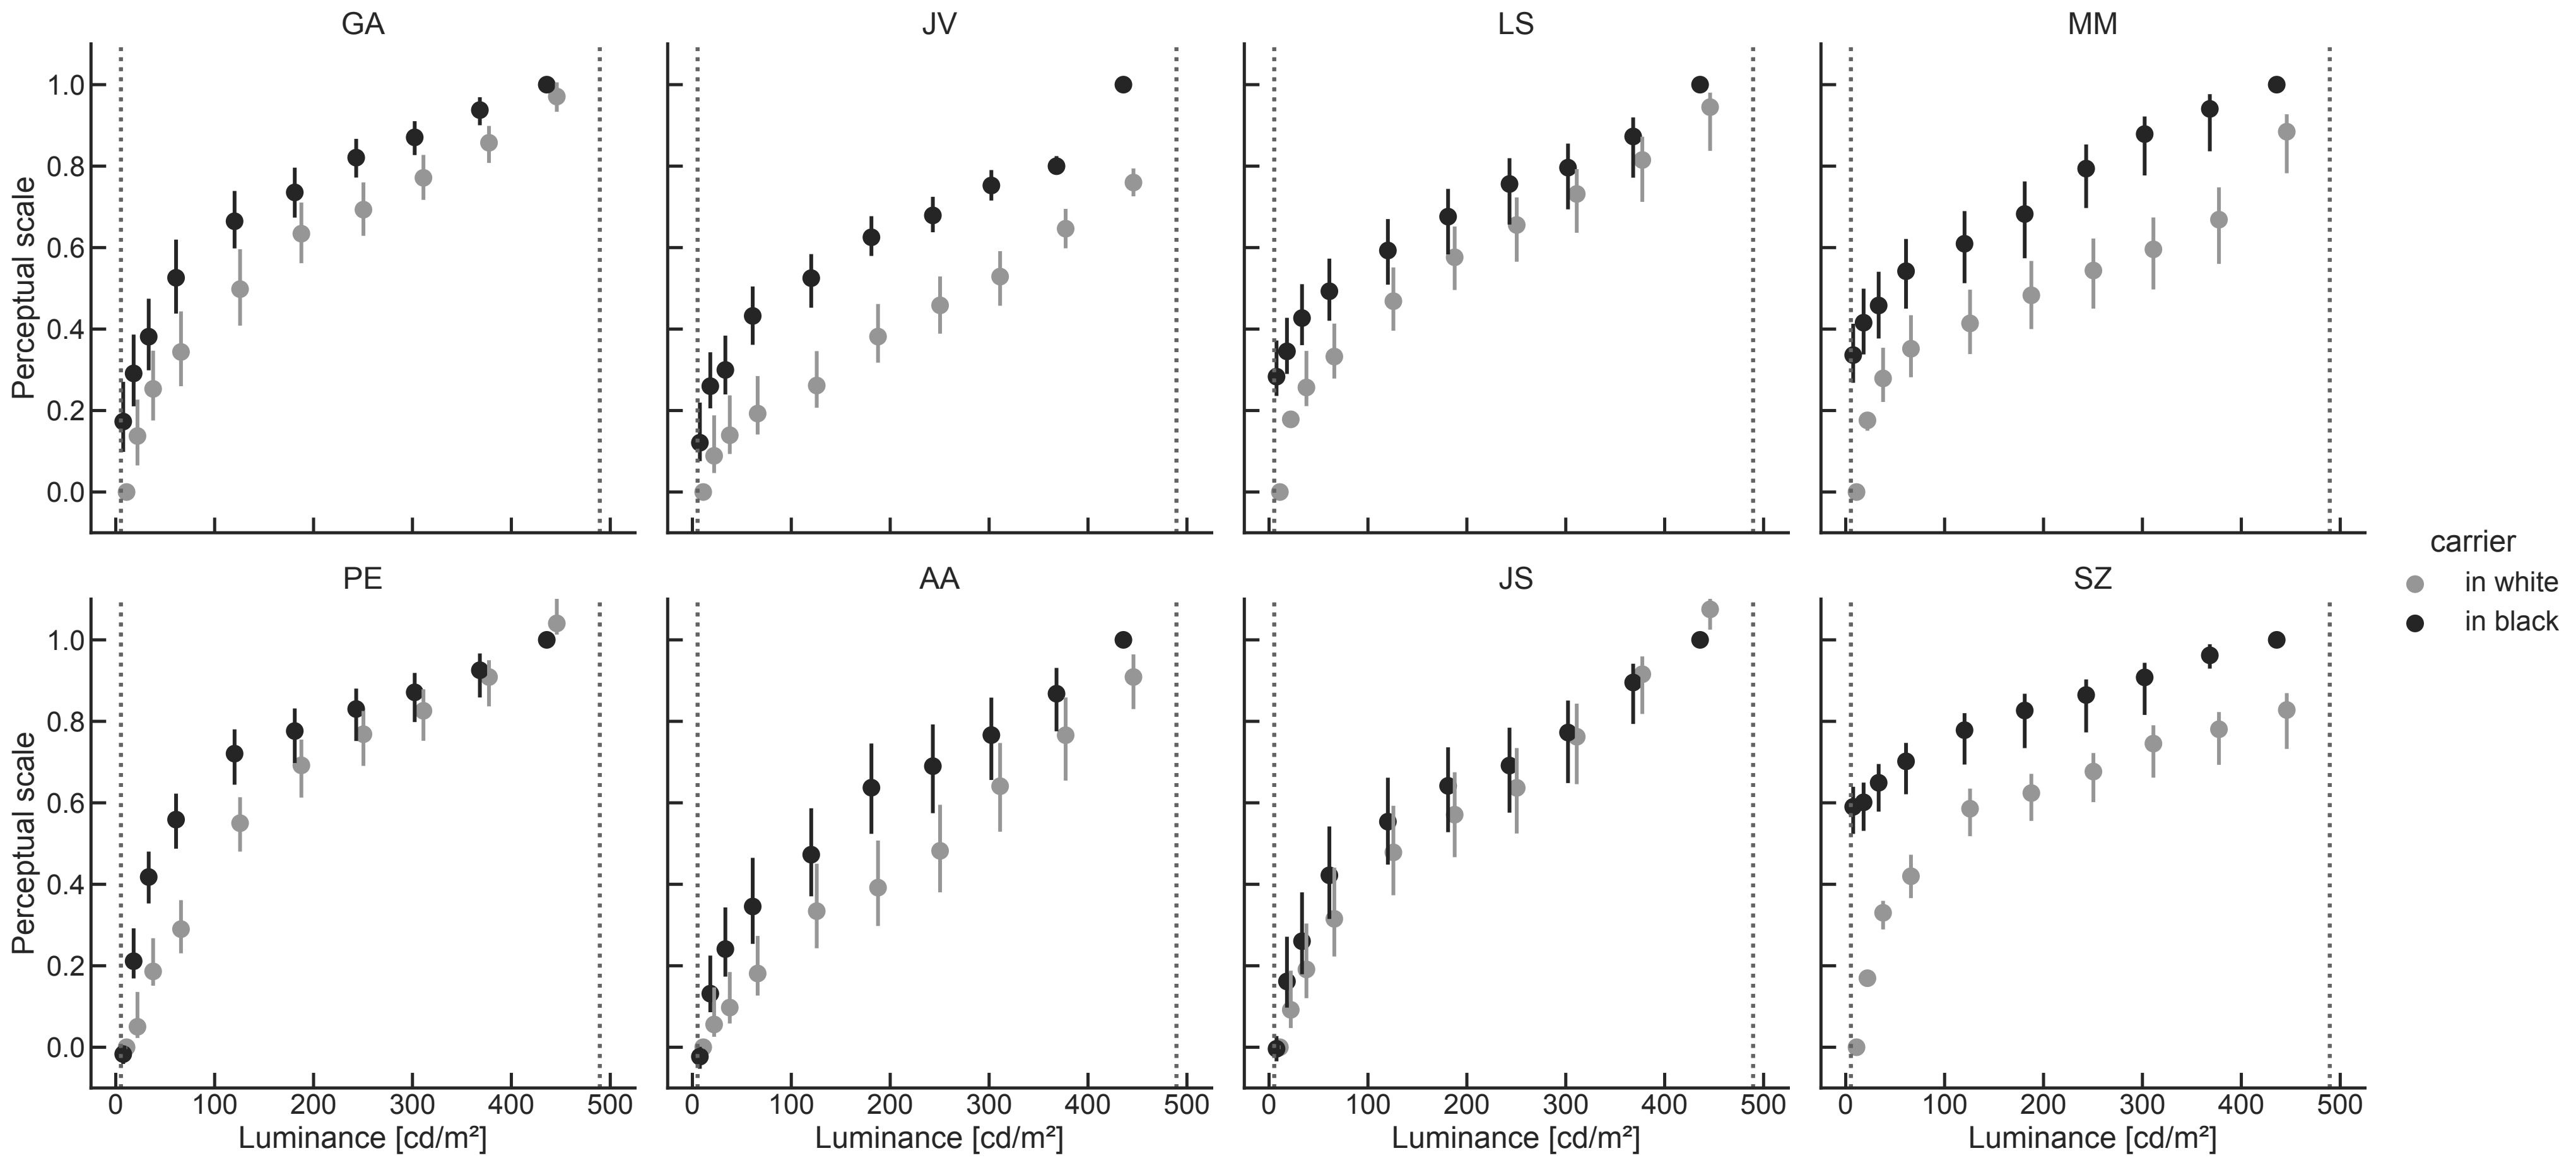 GA
JV
LS
MM
Perceptual scale
1.0
0.8
0.6
0.4
0.2
0.0
carrier
in white
in black
PE
AA
JS
SZ
Perceptual scale
1.0
0.8
0.6
0.4
0.2
0.0
0 100 200 300 400 500
0 100 200 300 400 500
0 100 200 300 400 500
0 100 200 300 400 500
Luminance [cd/m²]
Luminance [cd/m²]
Luminance [cd/m²]
Luminance [cd/m²]